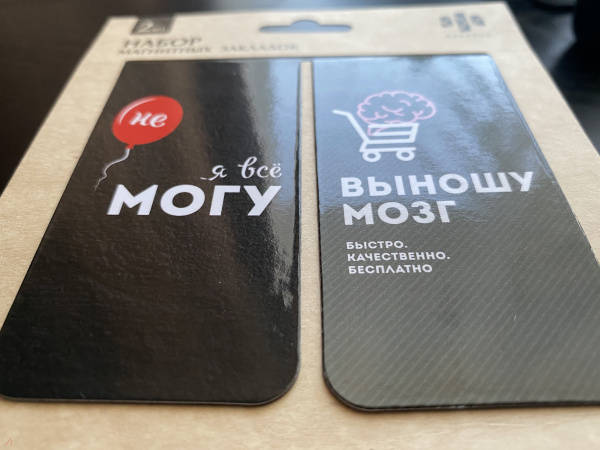 НАБОР
МАГНИТНЫХ ЗАКЛАДОК
не
я всё
МОГУ
ВЫНОШУ
МОЗГ
БЫСТРО.
КАЧЕСТВЕННО.
БЕСПЛАТНО